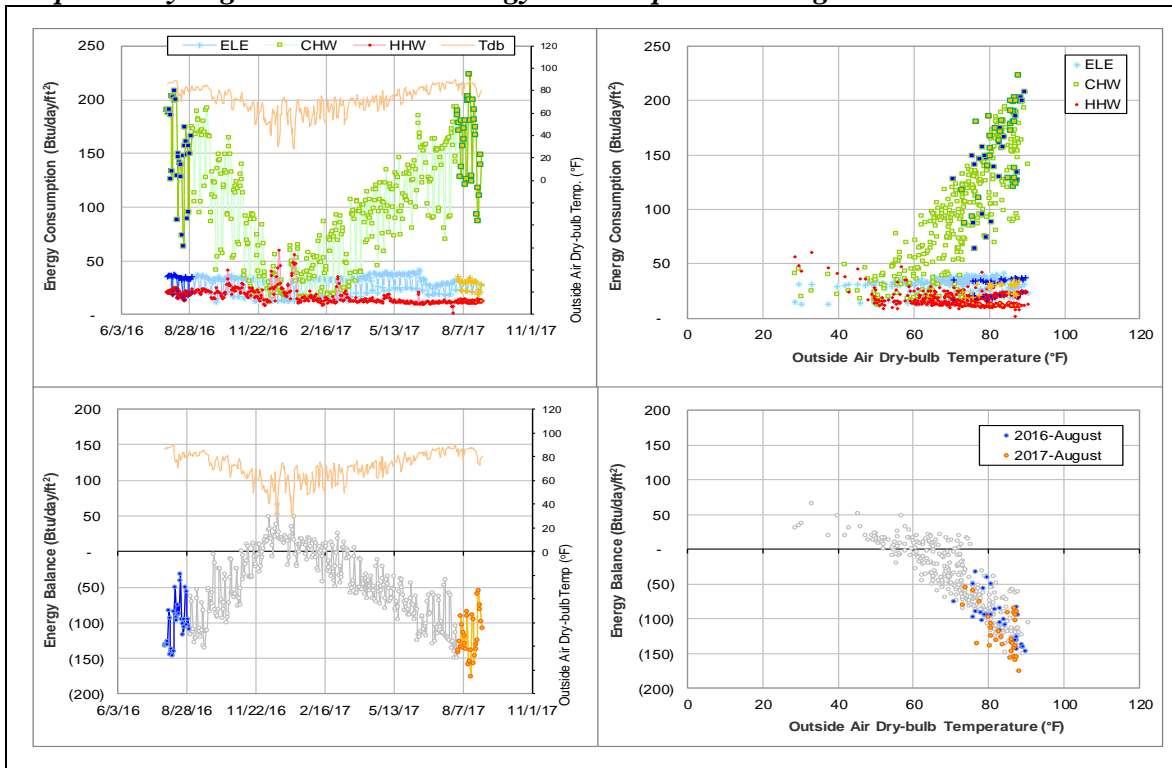 250
200
150
100
50
-
Energy Consumption (Btu/day/ft²)
ELE CHW HHW Tdb
120
100
80
60
40
20
0
Outside Air Dry-bulb Temp. (°F)
6/3/16 8/28/16 11/22/16 2/16/17 5/13/17 8/7/17 11/1/17
250
200
150
100
50
-
Energy Consumption (Btu/day/ft²)
ELE
CHW
HHW
0 20 40 60 80 100 120
Outside Air Dry-bulb Temperature (°F)
200
150
100
50
-
(50)
(100)
(150)
(200)
Energy Balance (Btu/day/ft²)
120
100
80
60
40
20
0
Outside Air Dry-bulb Temp (°F)
6/3/16 8/28/16 11/22/16 2/16/17 5/13/17 8/7/17 11/1/17
200
150
100
50
-
(50)
(100)
(150)
(200)
Energy Balance (Btu/day/ft²)
2016-August
2017-August
0 20 40 60 80 100 120
Outside Air Dry-bulb Temperature (°F)